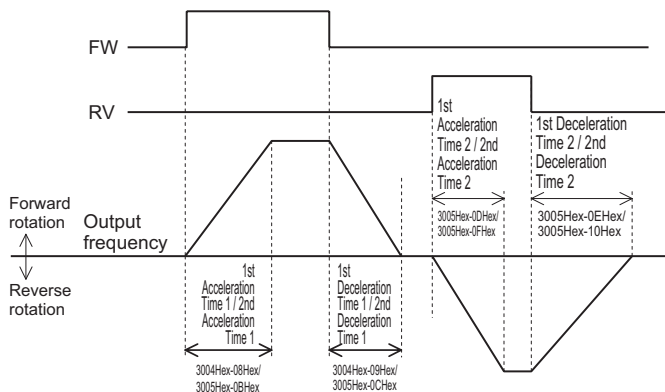 FW
RV
1st
Acceleration
Time 2 / 2nd
Acceleration
Time 2
1st Deceleration
Time 2 / 2nd
Deceleration
Time 2
3005Hex-0DHex/
3005Hex-0FHex
3005Hex-0EHex/
3005Hex-10Hex
Forward
rotation
Output
frequency
Reverse
rotation
1st
Acceleration
Time 1 / 2nd
Acceleration
Time 1
1st
Deceleration
Time 1 / 2nd
Deceleration
Time 1
3004Hex-08Hex/
3005Hex-0BHex
3004Hex-09Hex/
3005Hex-0CHex